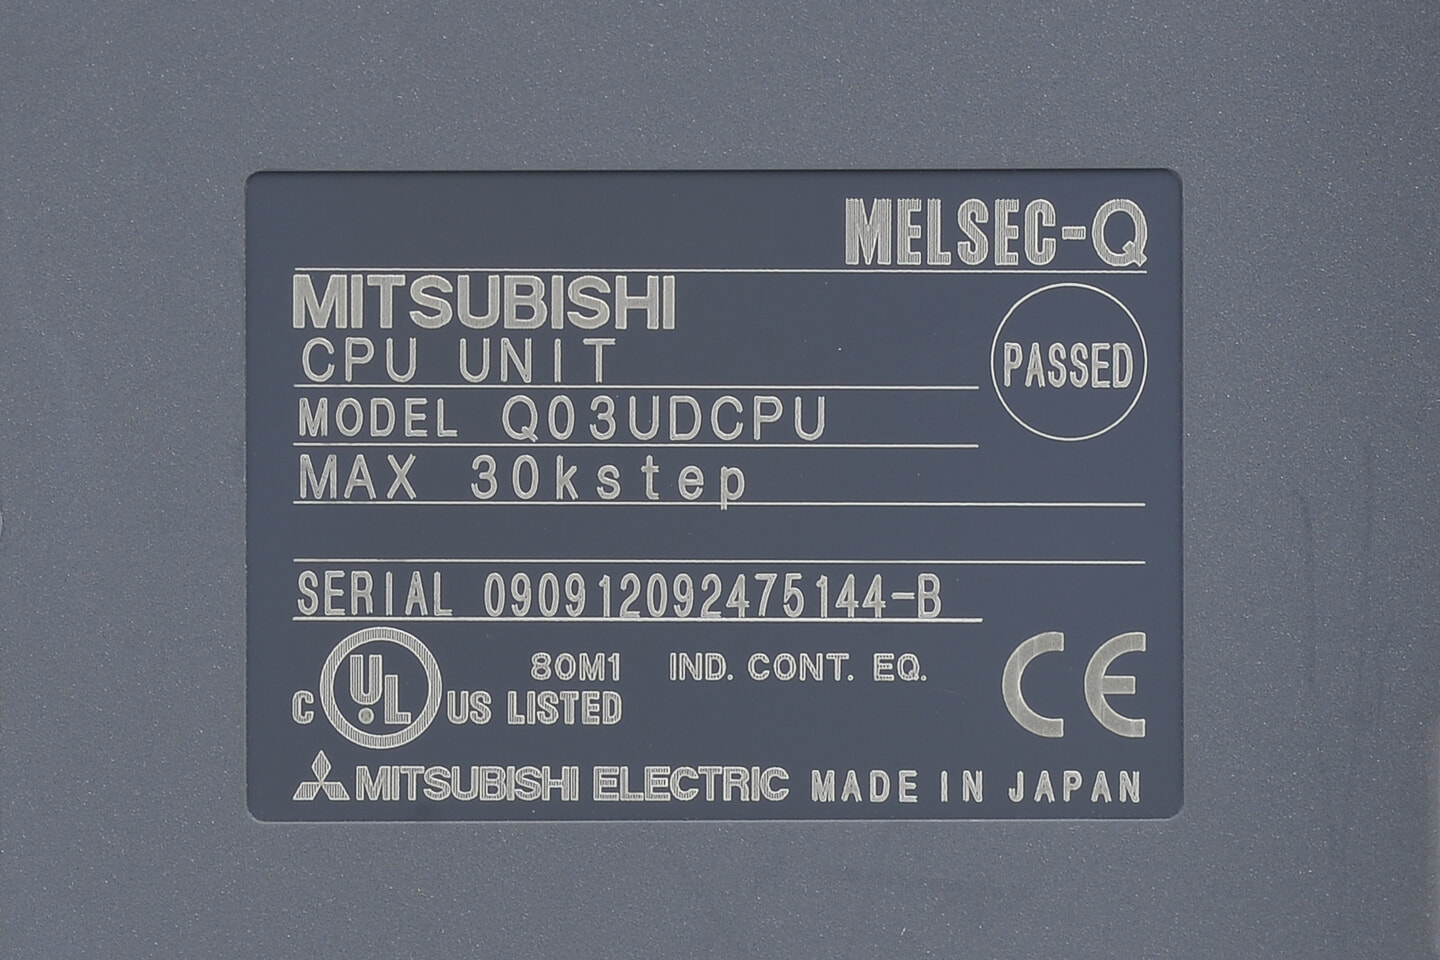 MELSEC-Q
MITSUBISHI
CPU UNIT
PASSED
MODEL Q03UDCPU
MAX 30kstep
SERIAL 090912092475144-B
C UL US LISTED 80M1 IND. CONT. EQ.
CE
MITSUBISHI ELECTRIC MADE IN JAPAN